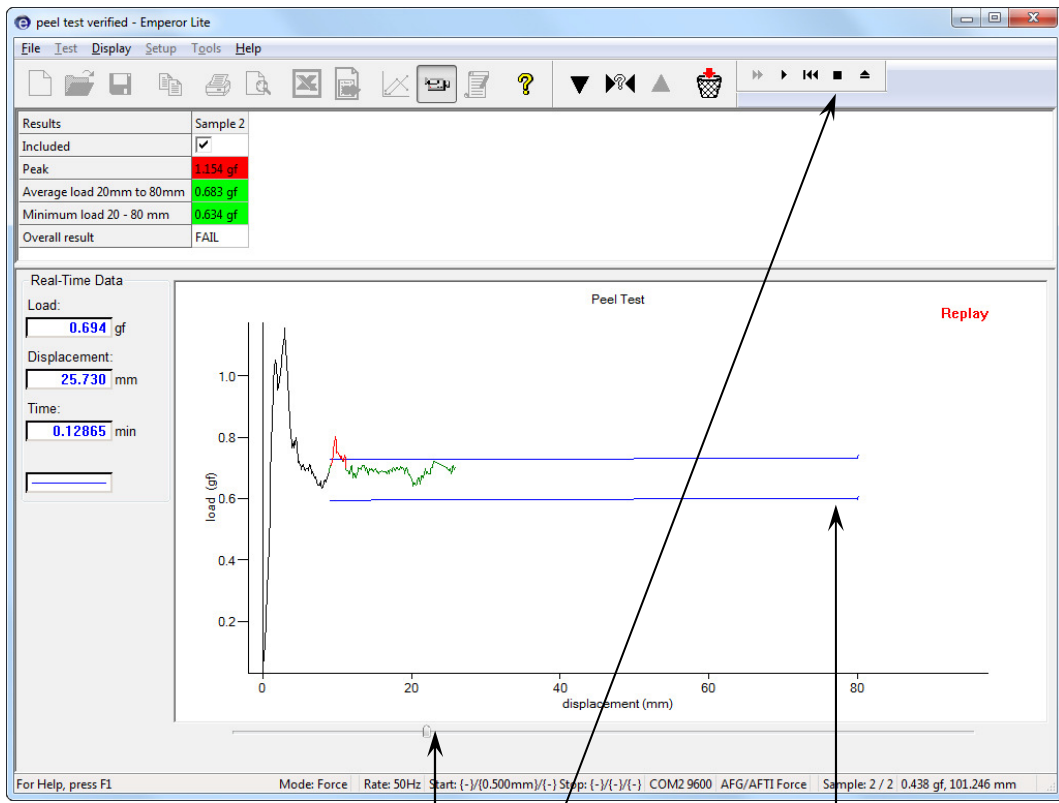 peel test verified - Emperor Lite
File Test Display Setup Tools Help
Results Sample 2
Included
Peak 1.154 gf
Average load 20mm to 80mm 0.683 gf
Minimum load 20 - 80 mm 0.634 gf
Overall result FAIL
Real-Time Data
Load:
0.694 gf
Displacement:
25.730 mm
Time:
0.12865 min
Peel Test
Replay
1.0
0.8
0.6
0.4
0.2
load (gf)
0 20 40 60 80
displacement (mm)
For Help, press F1 Mode: Force Rate: 50Hz Start: {-}/{0.500mm}/{-} Stop: {-}/{-}/{-} COM2 9600 AFG/AFTI Force Sample: 2 / 2 0.438 gf, 101.246 mm